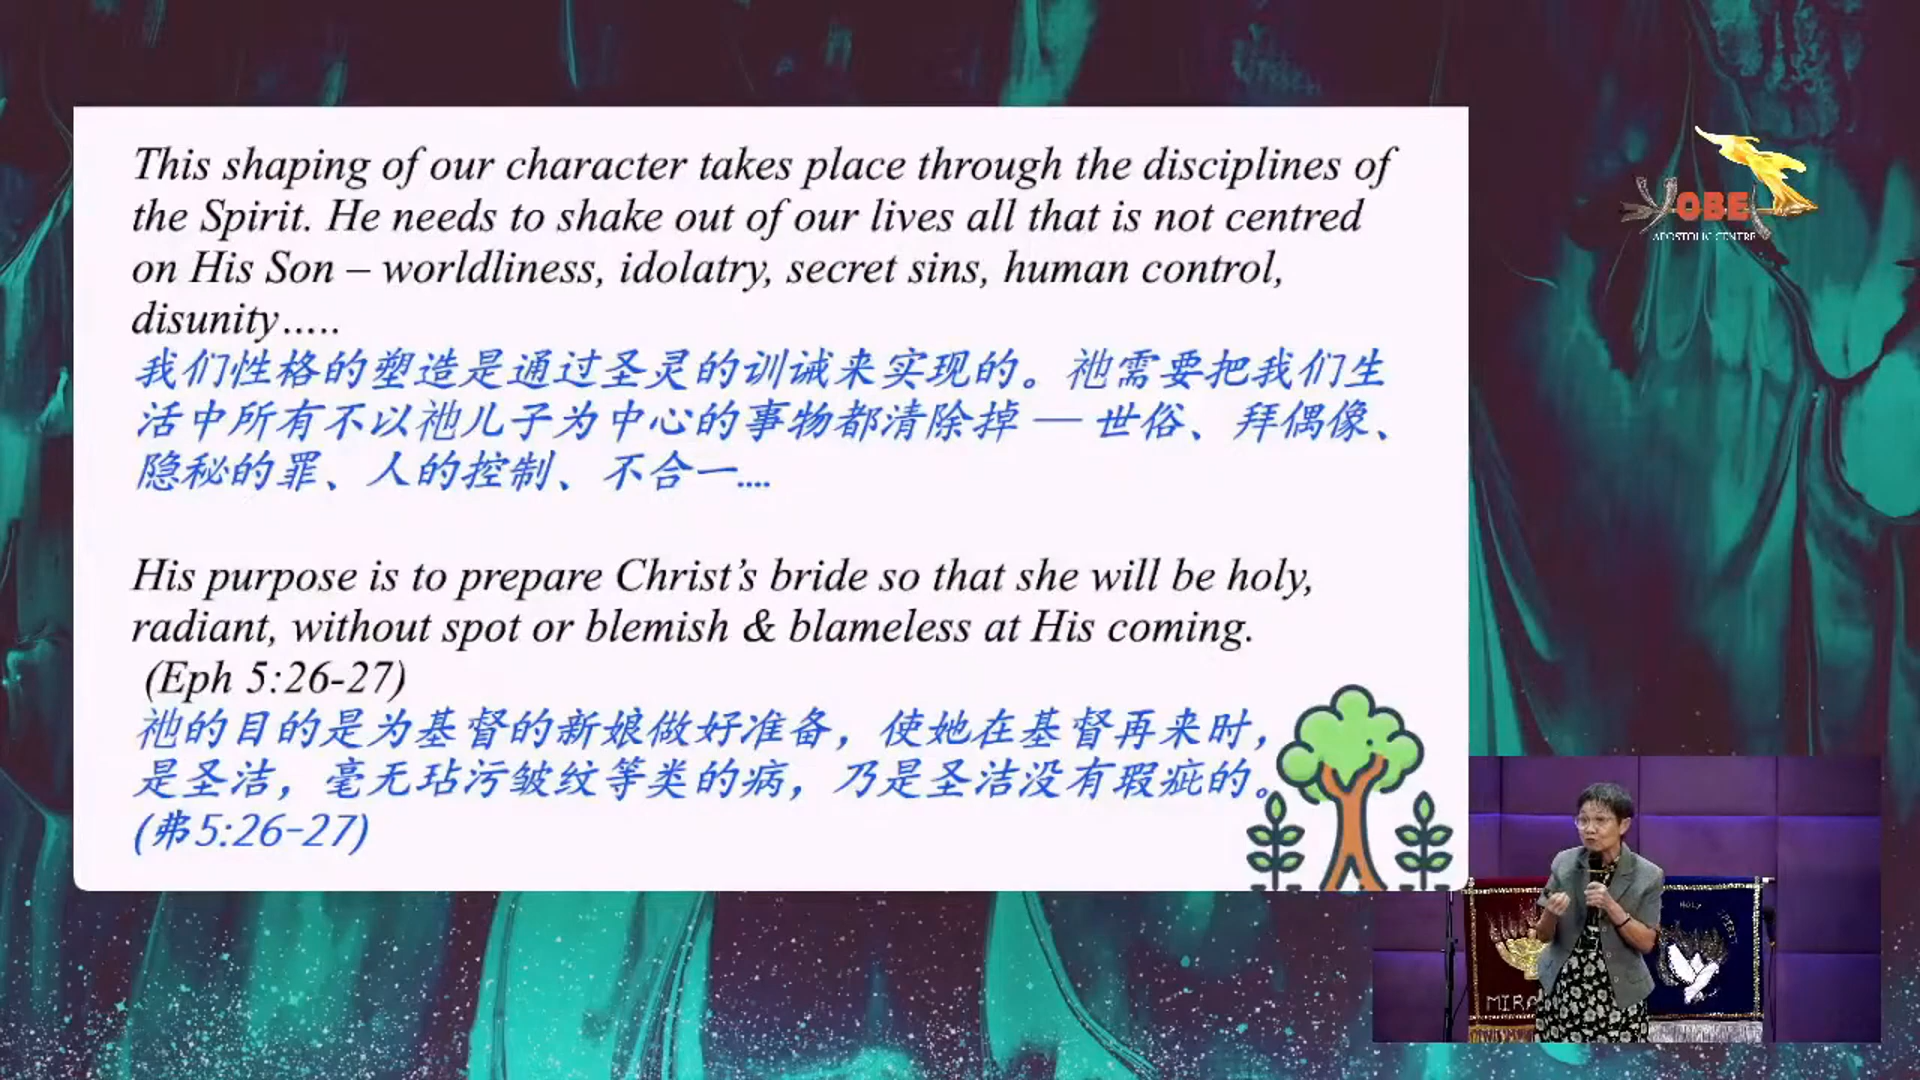 This shaping of our character takes place through the disciplines of
the Spirit. He needs to shake out of our lives all that is not centred
on His Son – worldliness, idolatry, secret sins, human control,
disunity…..
我们性格的塑造是通过圣灵的训诫来实现的。祂需要把我们生
活中所有不以祂儿子为中心的事物都清除掉 — 世俗、拜偶像、
隐秘的罪、人的控制、不合一....
His purpose is to prepare Christ’s bride so that she will be holy,
radiant, without spot or blemish & blameless at His coming.
(Eph 5:26-27)
祂的目的是为基督的新娘做好准备，使她在基督再来时，
是圣洁，毫无玷污皱纹等类的病，乃是圣洁没有瑕疵的。
(弗5:26-27)
YOBEL
APOSTOLIC CENTRE
MIRA
HOLY